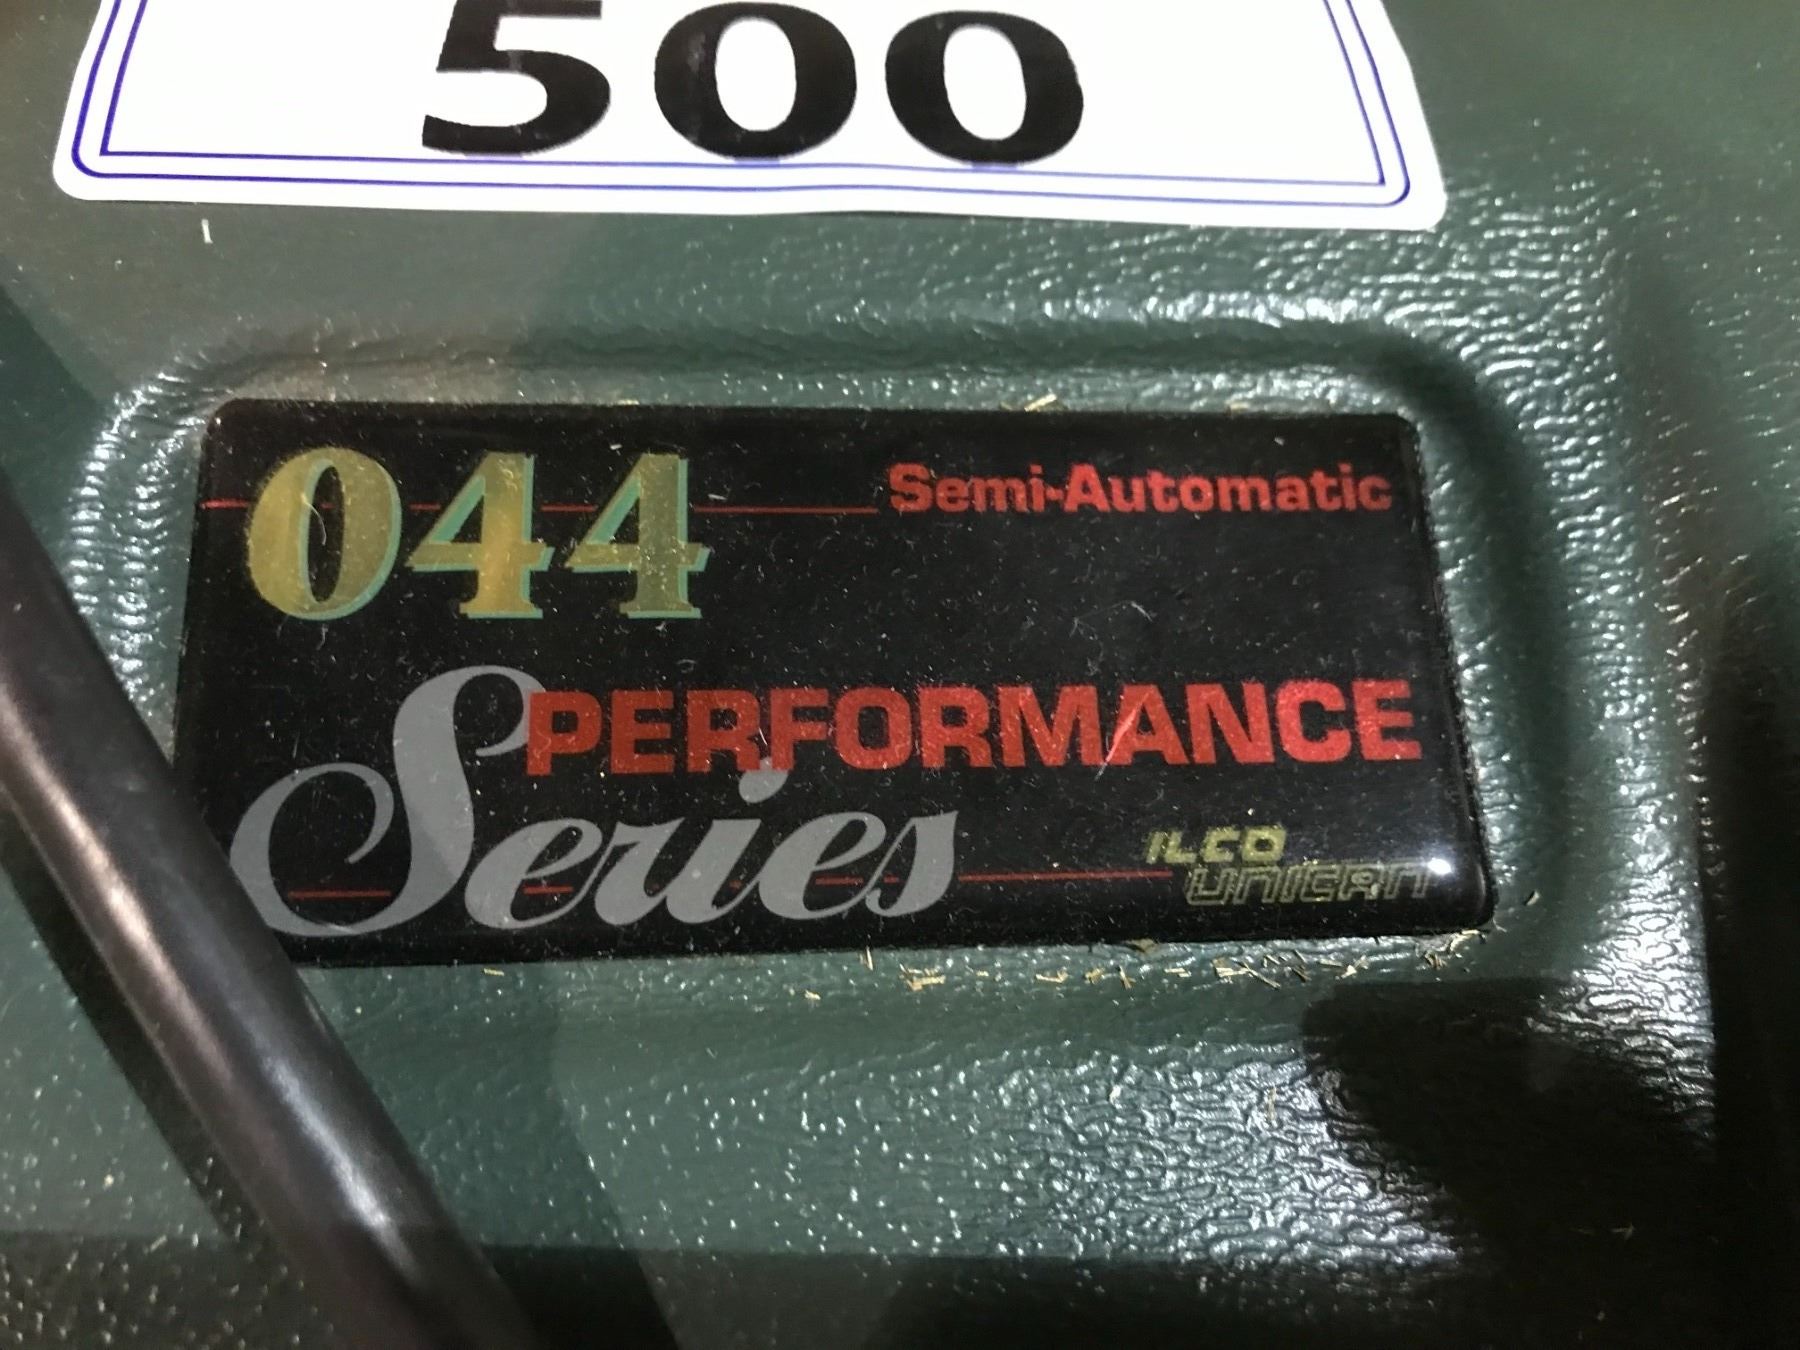 500
044
Semi-Automatic
PERFORMANCE
Series
ILCO
UNICAN